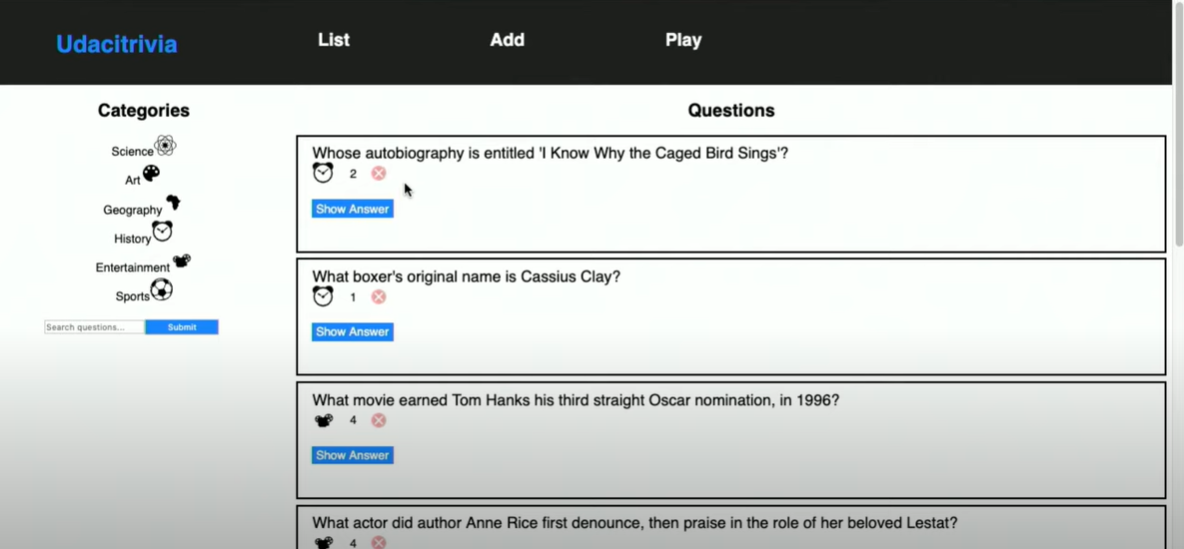 Udacitrivia
List
Add
Play
Categories
Science
Art
Geography
History
Entertainment
Sports
Search questions...
Submit
Questions
Whose autobiography is entitled 'I Know Why the Caged Bird Sings'?
2
Show Answer
What boxer's original name is Cassius Clay?
1
Show Answer
What movie earned Tom Hanks his third straight Oscar nomination, in 1996?
4
Show Answer
What actor did author Anne Rice first denounce, then praise in the role of her beloved Lestat?
4